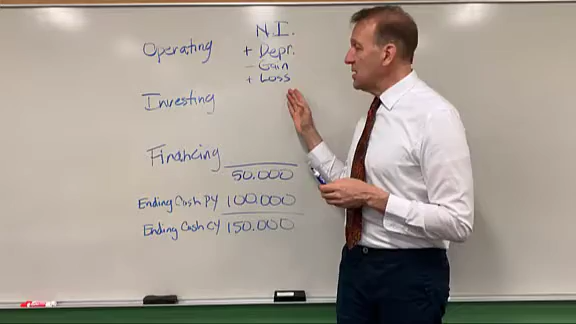 N.I.
Operating + Depr.
- Gain
+ Loss
Investing
Financing
50.000
Ending Cash PY 100.000
Ending Cash CY 150.000